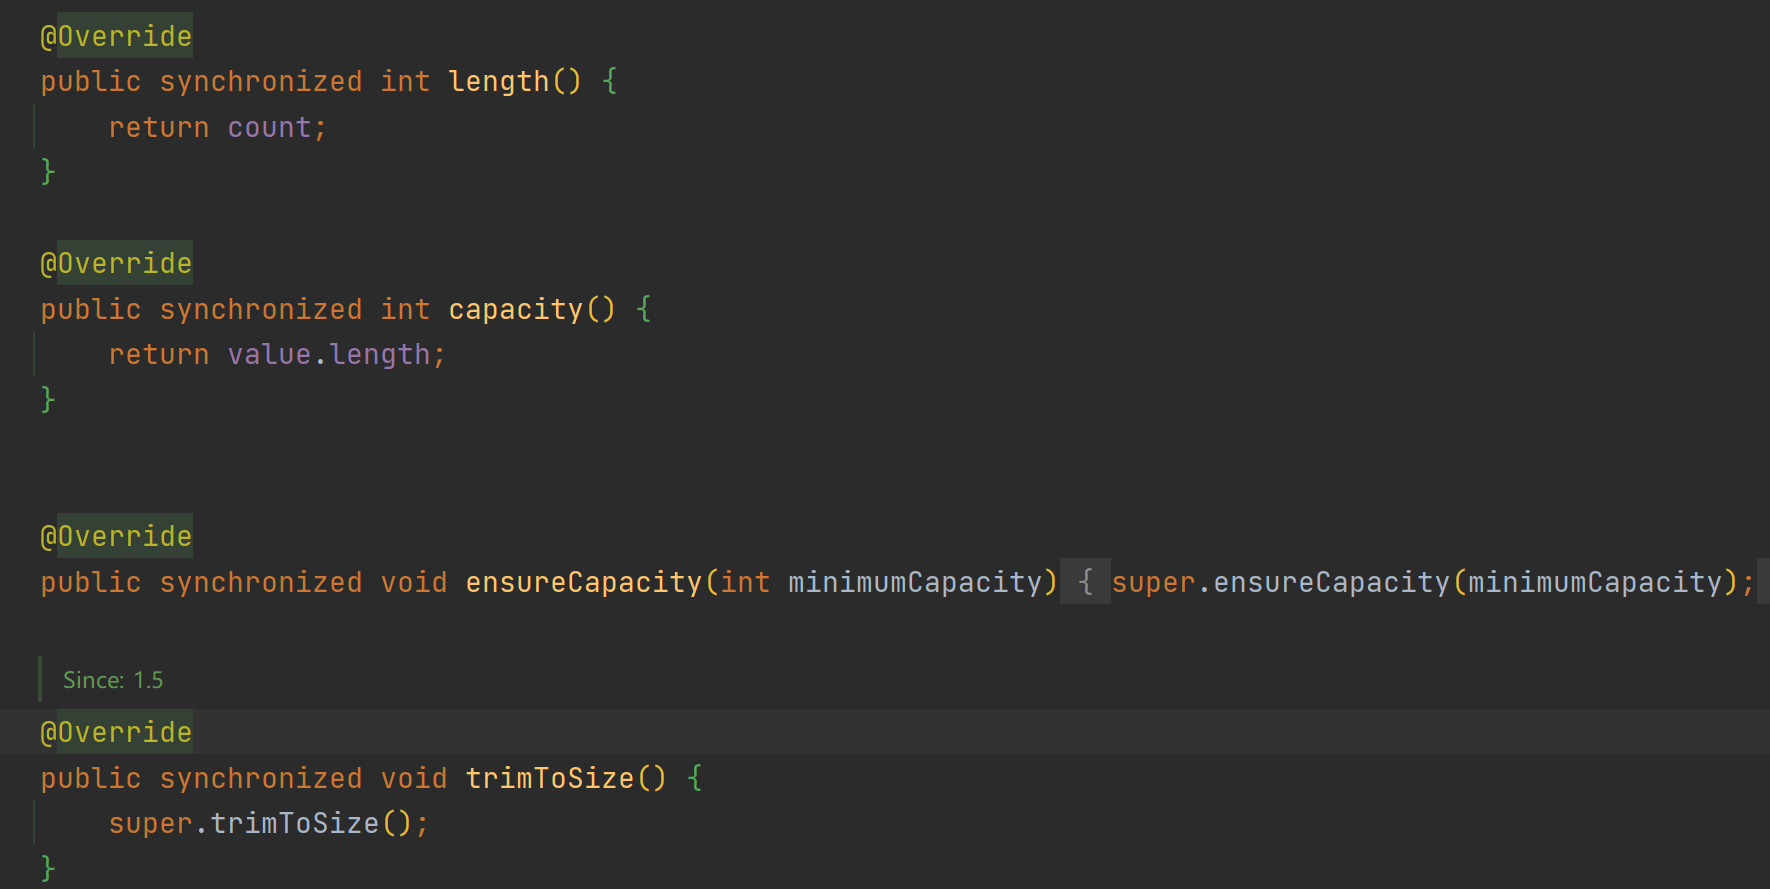 @Override
public synchronized int length() {
    return count;
}
@Override
public synchronized int capacity() {
    return value.length;
}
@Override
public synchronized void ensureCapacity(int minimumCapacity) { super.ensureCapacity(minimumCapacity);
Since: 1.5
@Override
public synchronized void trimToSize() {
    super.trimToSize();
}